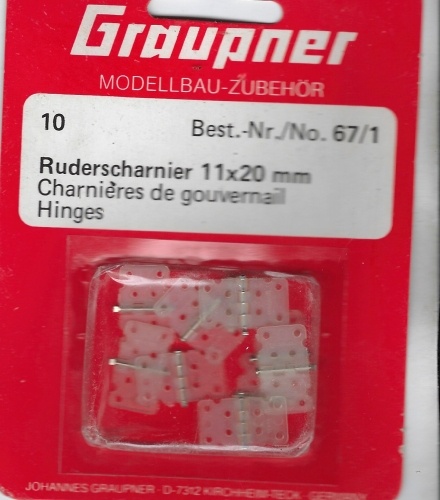 Graupner
MODELLBAU-ZUBEHÖR
10 Best.-Nr./No. 67/1
Ruderscharnier 11x20 mm
Charnières de gouvernail
Hinges
JOHANNES GRAUPNER · D-7312 KIRCHHEIM-TECK · GERMANY